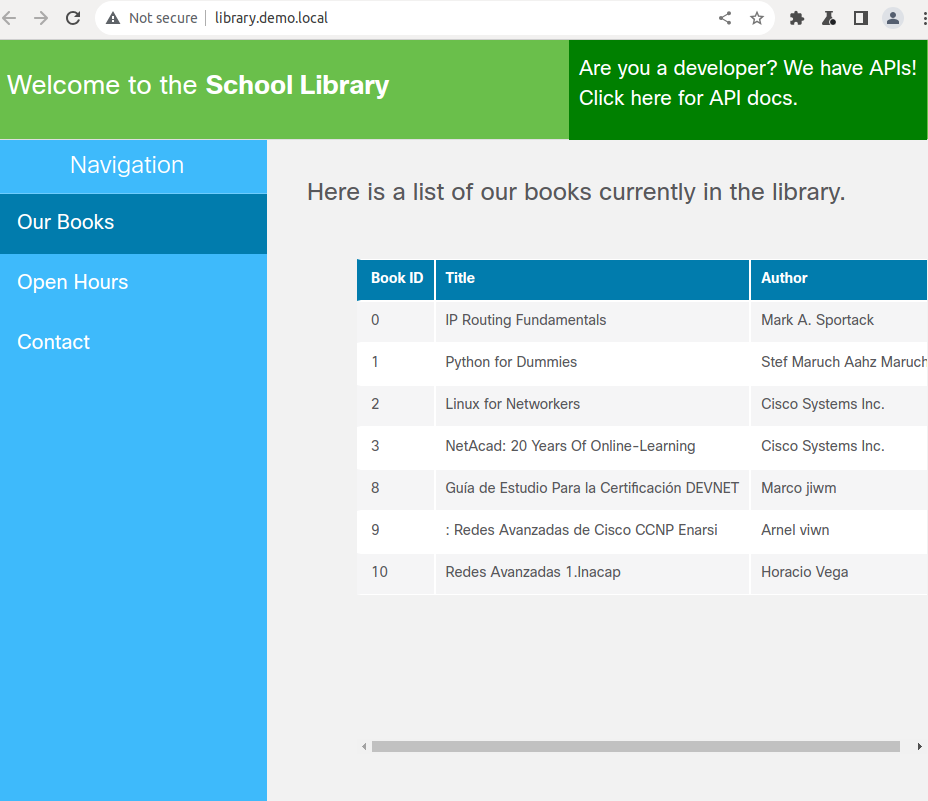 Not secure library.demo.local
Welcome to the School Library
Are you a developer? We have APIs!
Click here for API docs.
Navigation
Our Books
Open Hours
Contact
Here is a list of our books currently in the library.
Book ID Title Author
0 IP Routing Fundamentals Mark A. Sportack
1 Python for Dummies Stef Maruch Aahz Maruch
2 Linux for Networkers Cisco Systems Inc.
3 NetAcad: 20 Years Of Online-Learning Cisco Systems Inc.
8 Guía de Estudio Para la Certificación DEVNET Marco jiwm
9 : Redes Avanzadas de Cisco CCNP Enarsi Arnel viwn
10 Redes Avanzadas 1.Inacap Horacio Vega